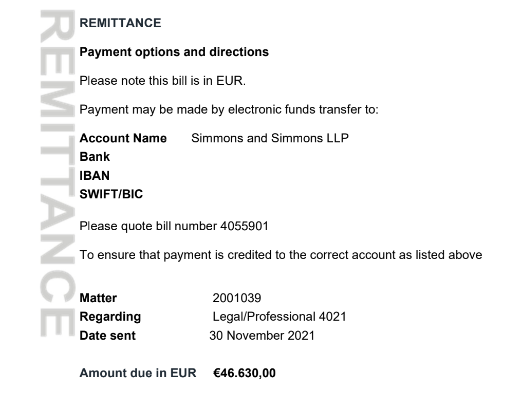 REMITTANCE
REMITTANCE
Payment options and directions
Please note this bill is in EUR.
Payment may be made by electronic funds transfer to:
Account Name Simmons and Simmons LLP
Bank
IBAN
SWIFT/BIC
Please quote bill number 4055901
To ensure that payment is credited to the correct account as listed above
Matter 2001039
Regarding Legal/Professional 4021
Date sent 30 November 2021
Amount due in EUR €46.630,00